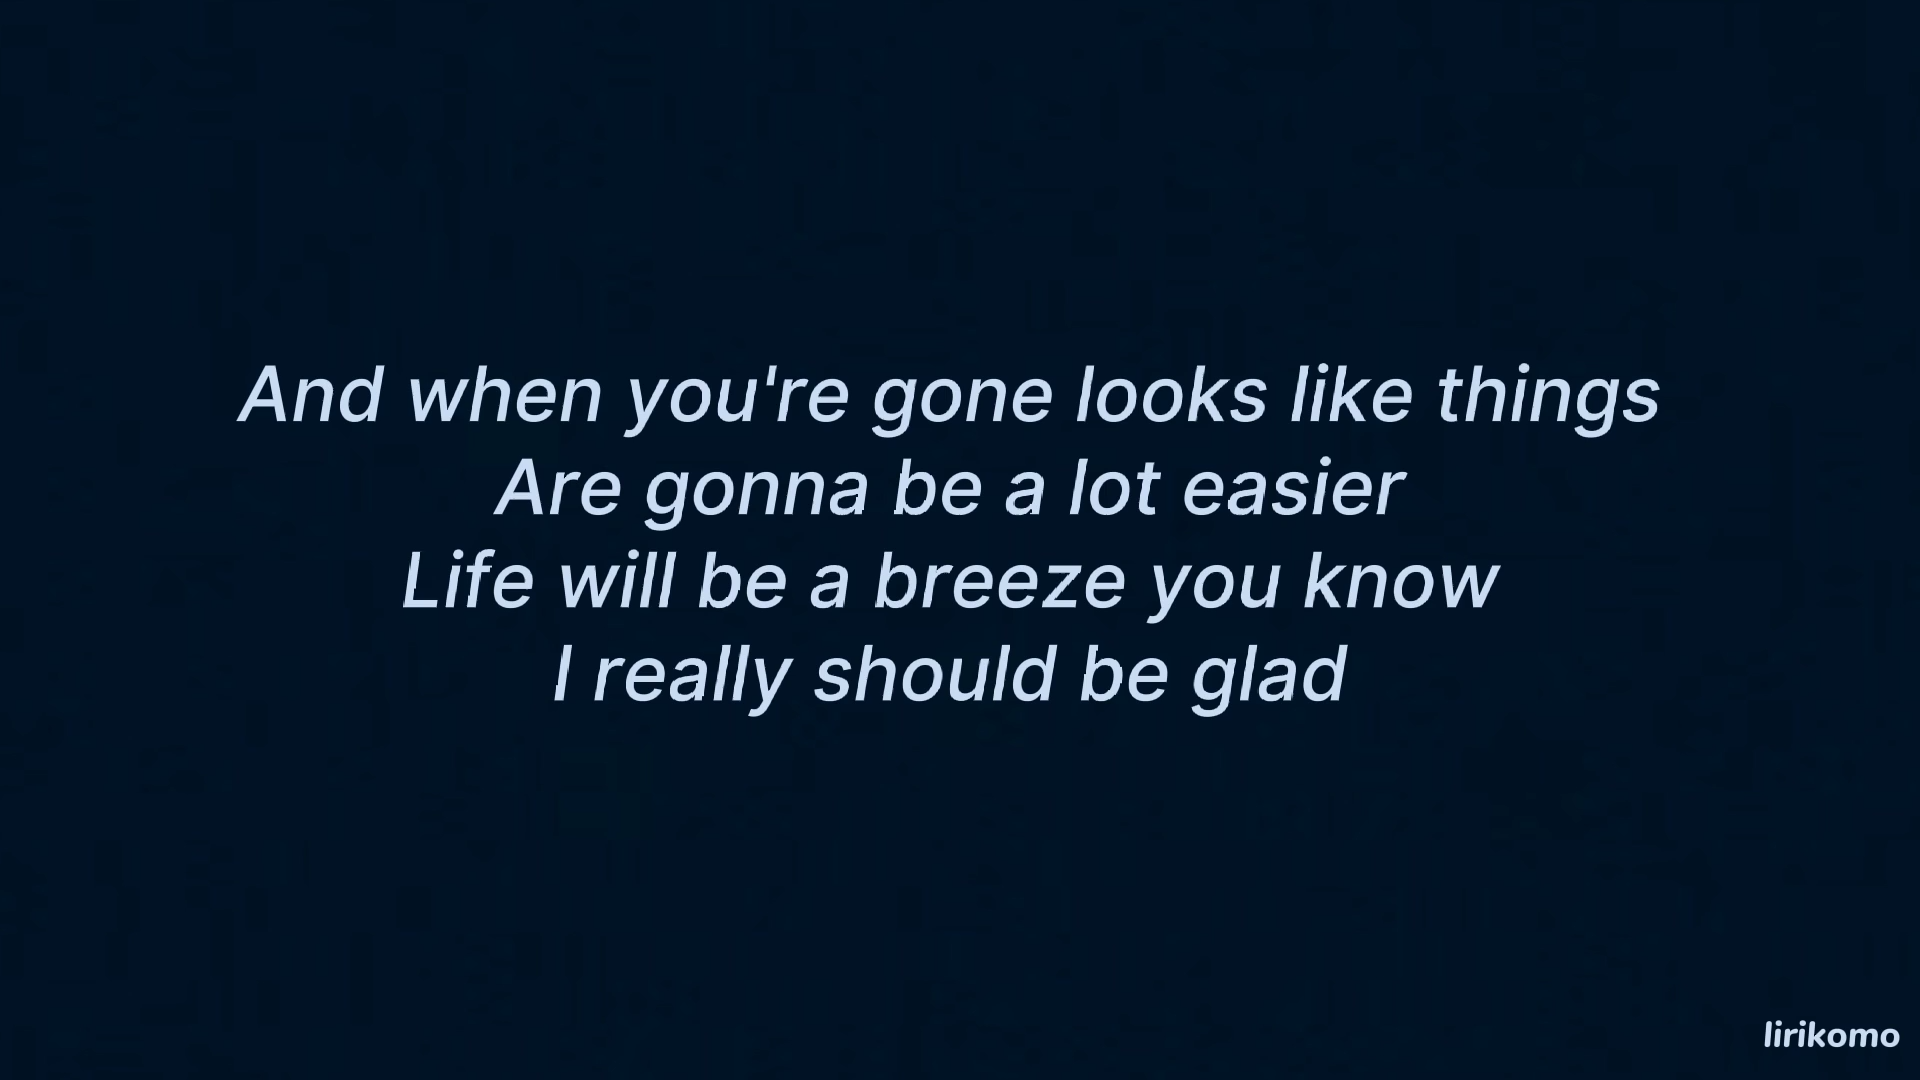 And when you're gone looks like things
Are gonna be a lot easier
Life will be a breeze you know
I really should be glad
lirikomo